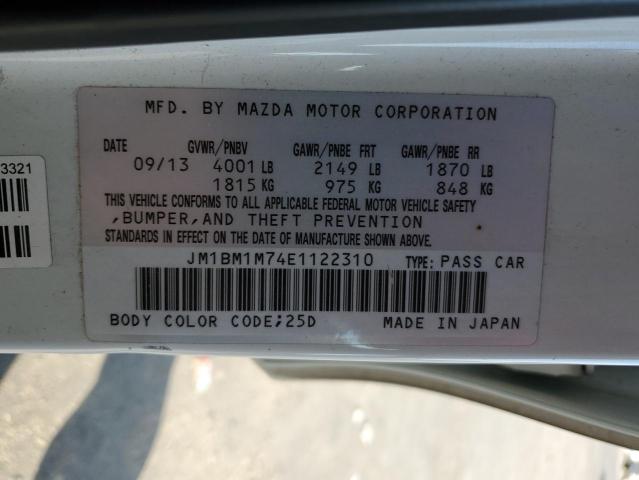 MFD. BY MAZDA MOTOR CORPORATION
DATE GVWR/PNBV GAWR/PNBE FRT GAWR/PNBE RR
09/13 4001 LB 2149 LB 1870 LB
1815 KG 975 KG 848 KG
THIS VEHICLE CONFORMS TO ALL APPLICABLE FEDERAL MOTOR VEHICLE SAFETY
,BUMPER,AND THEFT PREVENTION
STANDARDS IN EFFECT ON THE DATE OF MANUFACTURE SHOWN ABOVE.
JM1BM1M74E1122310 TYPE: PASS CAR
BODY COLOR CODE;25D MADE IN JAPAN
3321